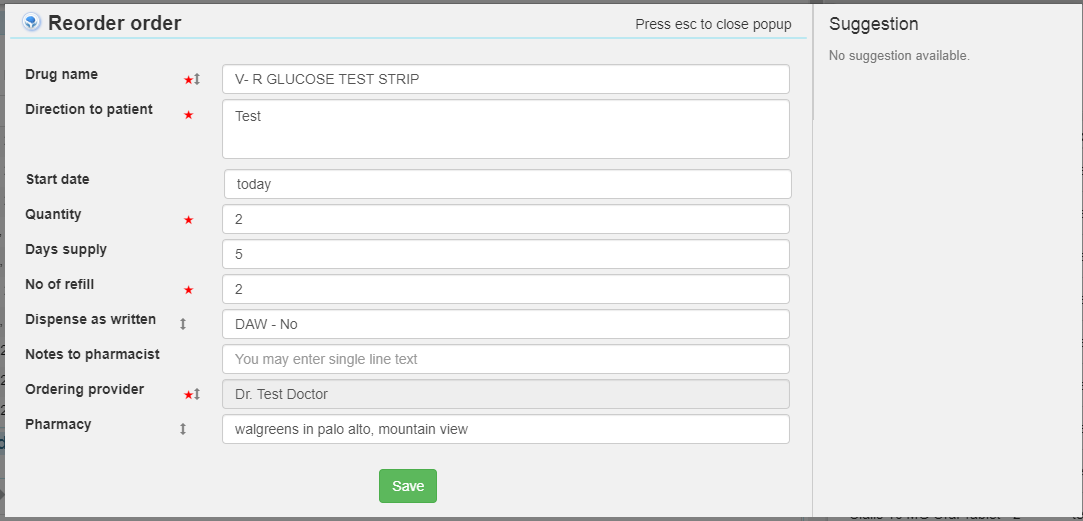 Reorder order
Press esc to close popup
Drug name
V- R GLUCOSE TEST STRIP
Direction to patient
Test
Start date
today
Quantity
2
Days supply
5
No of refill
2
Dispense as written
DAW - No
Notes to pharmacist
You may enter single line text
Ordering provider
Dr. Test Doctor
Pharmacy
walgreens in palo alto, mountain view
Save
Suggestion
No suggestion available.